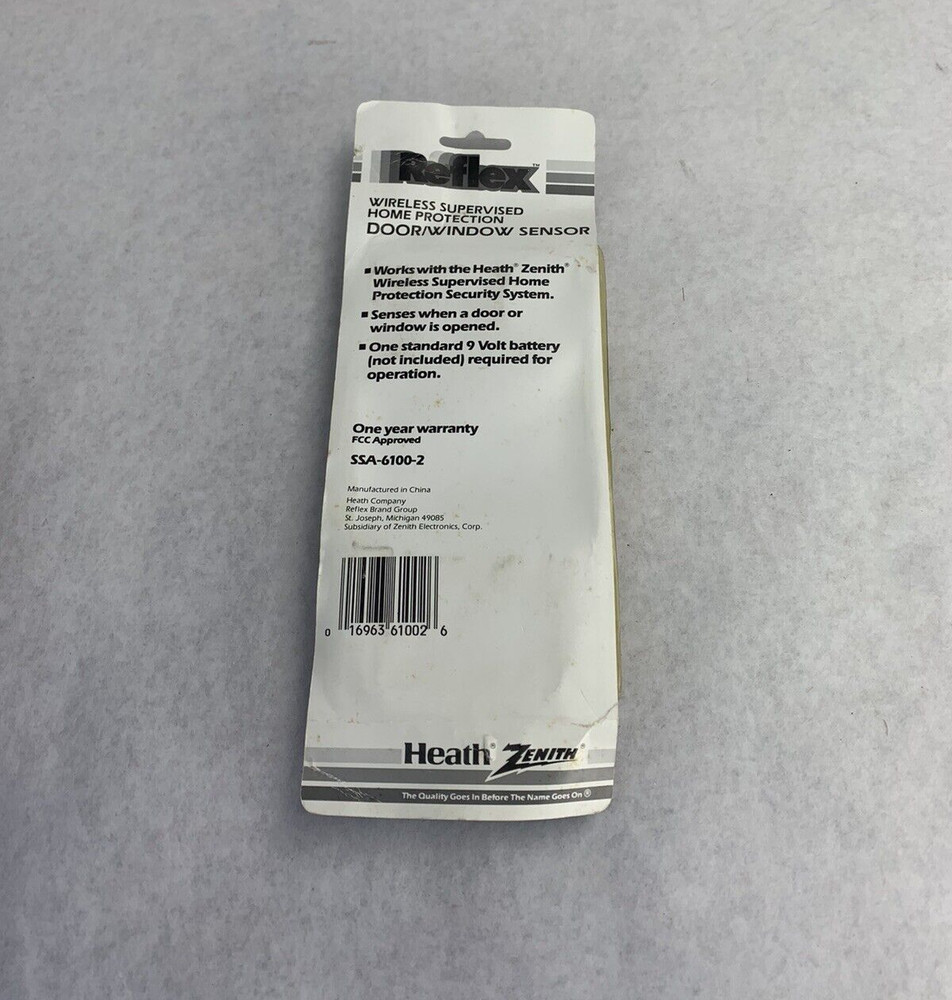 Reflex™
WIRELESS SUPERVISED
HOME PROTECTION
DOOR/WINDOW SENSOR
▪ Works with the Heath® Zenith®
Wireless Supervised Home
Protection Security System.
▪ Senses when a door or
window is opened.
▪ One standard 9 Volt battery
(not included) required for
operation.
One year warranty
FCC Approved
SSA-6100-2
Manufactured in China
Heath Company
Reflex Brand Group
St. Joseph, Michigan 49085
Subsidiary of Zenith Electronics, Corp.
0 16963 61002 6
Heath® ZENITH®
The Quality Goes In Before The Name Goes On®